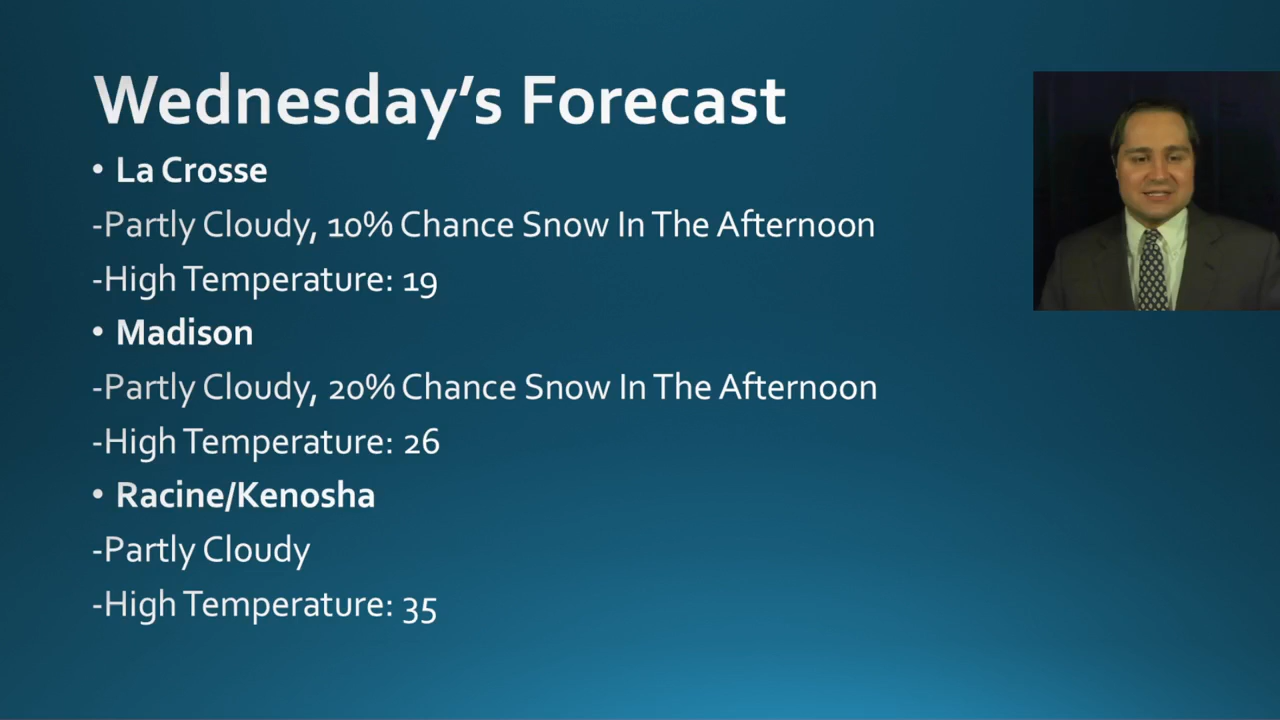 Wednesday’s Forecast
• La Crosse
-Partly Cloudy, 10% Chance Snow In The Afternoon
-High Temperature: 19
• Madison
-Partly Cloudy, 20% Chance Snow In The Afternoon
-High Temperature: 26
• Racine/Kenosha
-Partly Cloudy
-High Temperature: 35